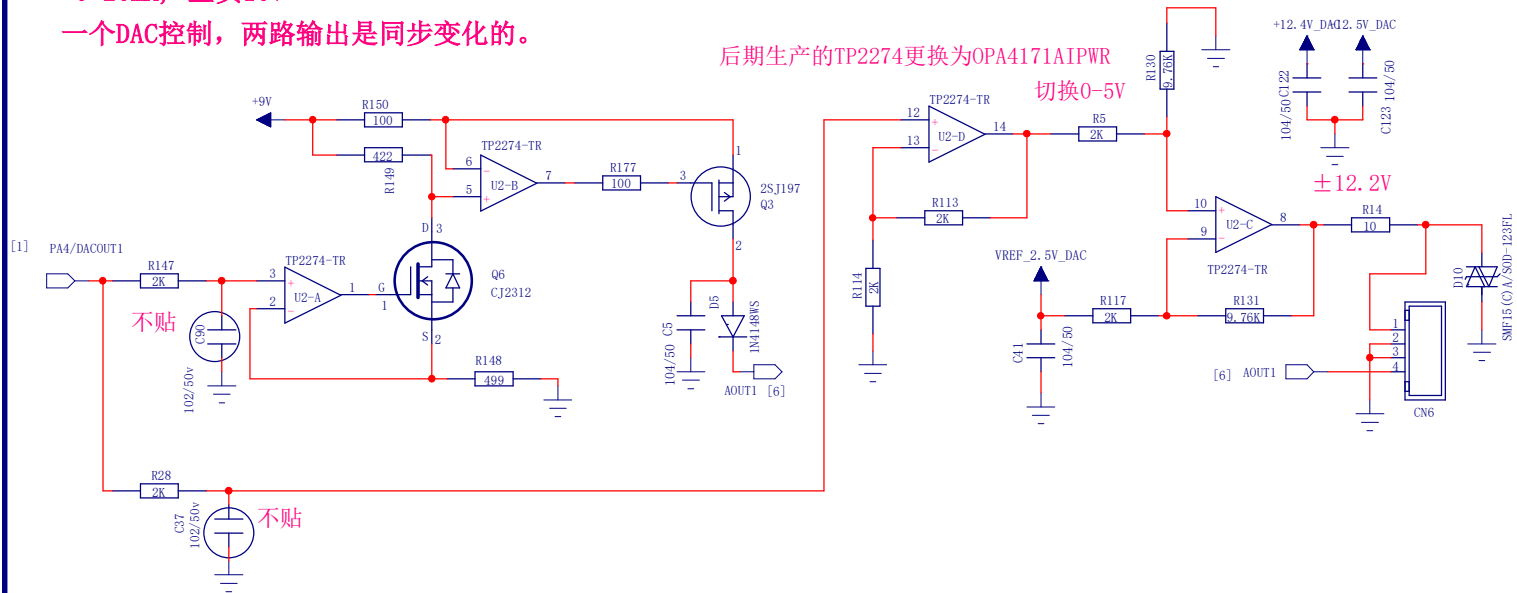 一个DAC控制，两路输出是同步变化的。
后期生产的TP2274更换为OPA4171AIPWR
切换0-5V
+9V
R150
100
422
R149
TP2274-TR
6
5
U2-B
7
R177
100
3
1
2
2SJ197
Q3
[1]
PA4/DACOUT1
R147
2K
不贴
C90
102/50v
TP2274-TR
3
2
U2-A
1
G
1
D
3
S
2
Q6
CJ2312
R148
499
104/50 C5
D5
1N4148WS
AOUT1 [6]
R28
2K
C37
102/50v
不贴
TP2274-TR
12
13
U2-D
14
R113
2K
R114
2K
R5
2K
R130
9.76K
VREF_2.5V_DAC
C41
104/50
R117
2K
R131
9.76K
10
9
U2-C
8
TP2274-TR
R14
10
±12.2V
12.5V_DAC
104/50 C122
C123 104/50
D10
SMF15(C)A/SOD-123FL
[6] AOUT1
1
2
3
4
CN6